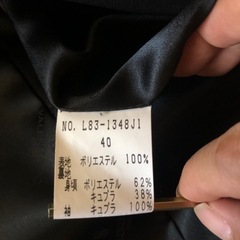 NO. L83-1348J1
40
表地 ポリエステル 100%
裏地
身頃 ポリエステル 62%
キュプラ 38%
袖 キュプラ 100%